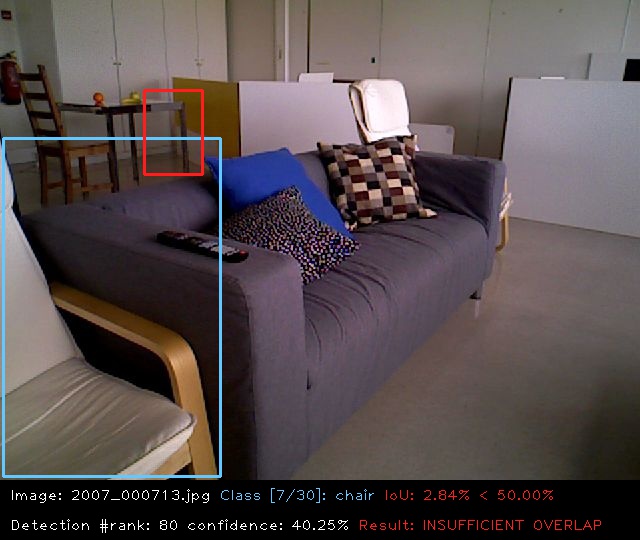 Image: 2007_000713.jpg Class [7/30]: chair IoU: 2.84% < 50.00%
Detection #rank: 80 confidence: 40.25% Result: INSUFFICIENT OVERLAP